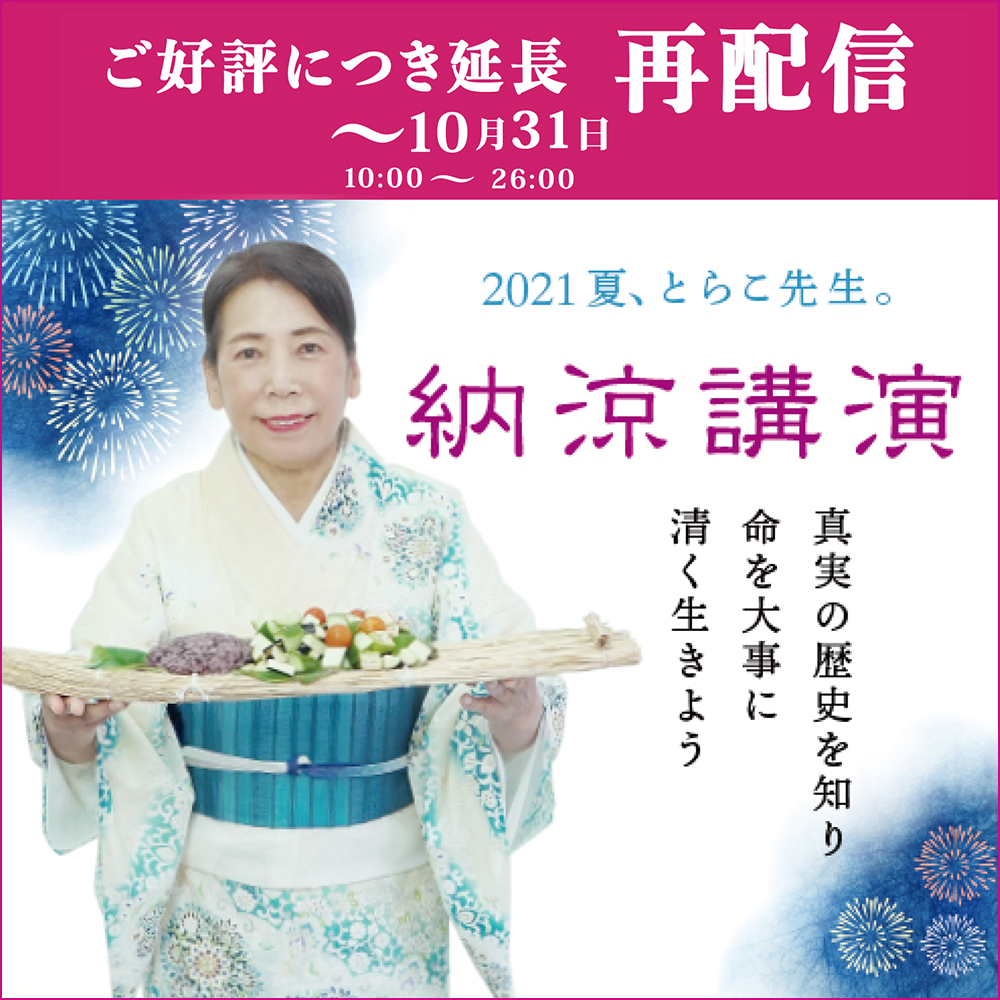 ご好評につき延長 再配信
～10月31日
10:00～ 26:00
2021夏、とらこ先生。
納涼講演
真実の歴史を知り
命を大事に
清く生きよう